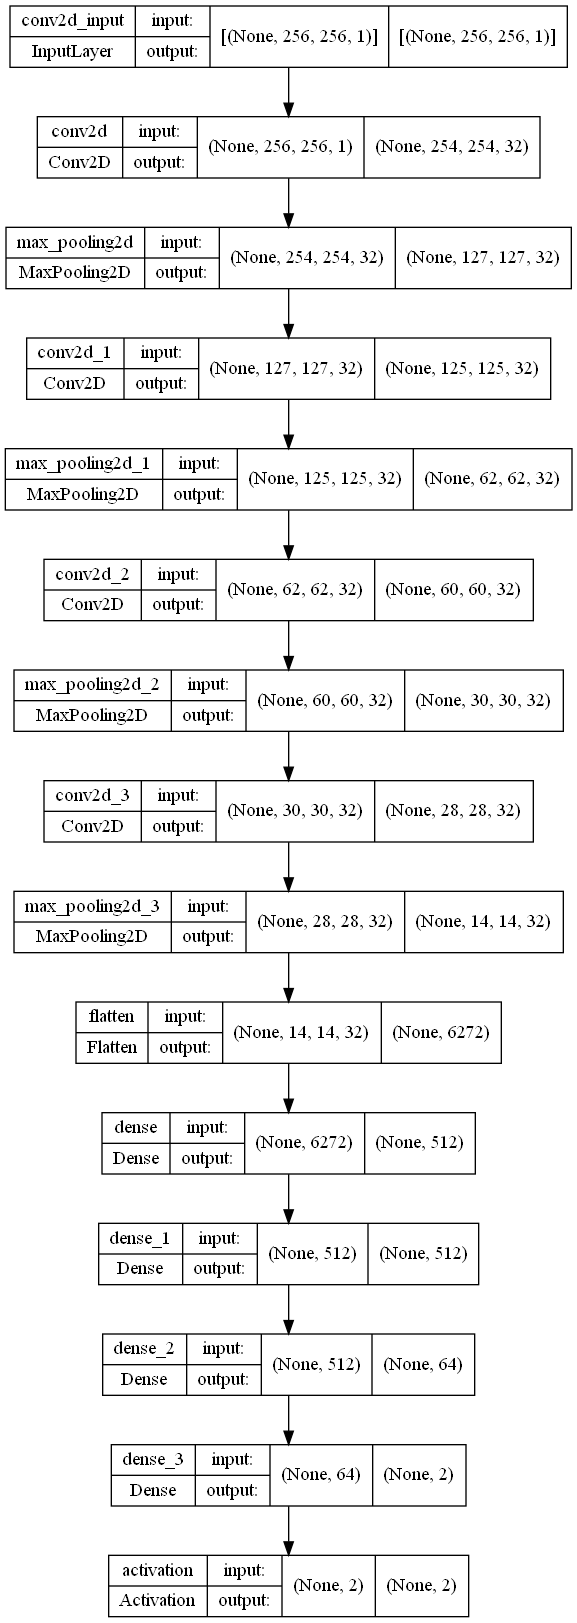 conv2d_input input: [(None, 256, 256, 1)] [(None, 256, 256, 1)]
InputLayer output:
conv2d input: (None, 256, 256, 1) (None, 254, 254, 32)
Conv2D output:
max_pooling2d input: (None, 254, 254, 32) (None, 127, 127, 32)
MaxPooling2D output:
conv2d_1 input: (None, 127, 127, 32) (None, 125, 125, 32)
Conv2D output:
max_pooling2d_1 input: (None, 125, 125, 32) (None, 62, 62, 32)
MaxPooling2D output:
conv2d_2 input: (None, 62, 62, 32) (None, 60, 60, 32)
Conv2D output:
max_pooling2d_2 input: (None, 60, 60, 32) (None, 30, 30, 32)
MaxPooling2D output:
conv2d_3 input: (None, 30, 30, 32) (None, 28, 28, 32)
Conv2D output:
max_pooling2d_3 input: (None, 28, 28, 32) (None, 14, 14, 32)
MaxPooling2D output:
flatten input: (None, 14, 14, 32) (None, 6272)
Flatten output:
dense input: (None, 6272) (None, 512)
Dense output:
dense_1 input: (None, 512) (None, 512)
Dense output:
dense_2 input: (None, 512) (None, 64)
Dense output:
dense_3 input: (None, 64) (None, 2)
Dense output:
activation input: (None, 2) (None, 2)
Activation output: